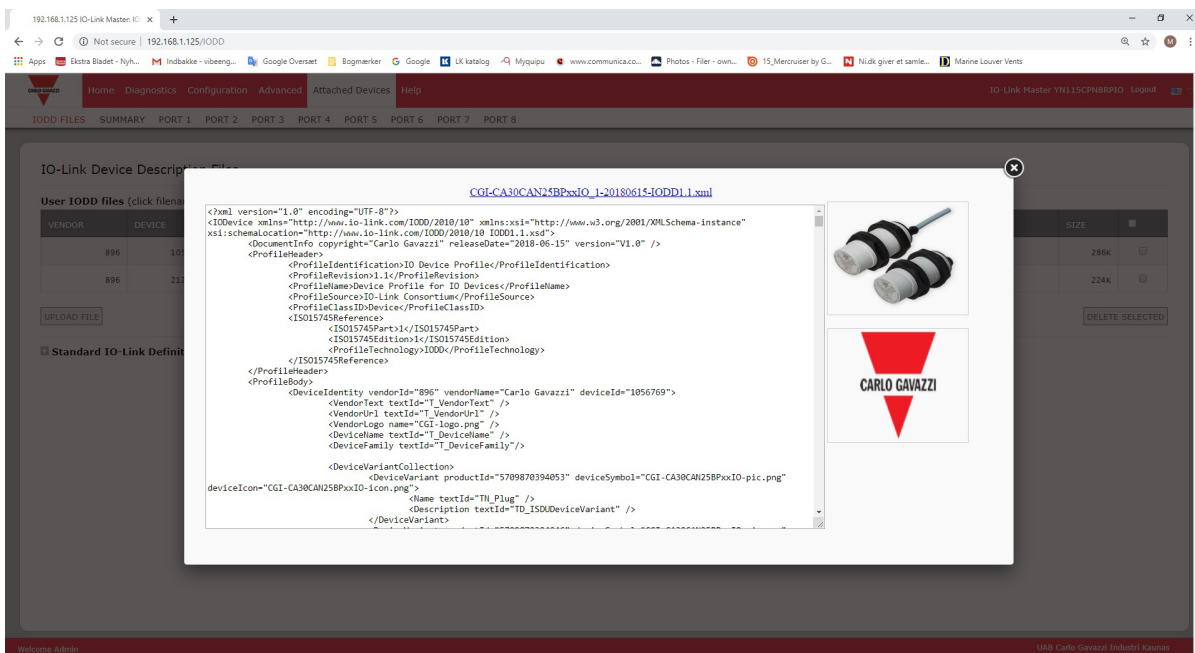 192.168.1.125 IO-Link Master: IO
Not secure | 192.168.1.125/IODD
Apps Ekstra Bladet - Nyh... Indbakke - vibeeng... Google Oversæt Bogmærker Google LK katalog Myquipu www.communica.co... Photos - Filer - own... 15_Mercruiser by G... Ni.dk giver et samle... Marine Louver Vents
CARLO GAVAZZI Home Diagnostics Configuration Advanced Attached Devices Help IO-Link Master YN115CPN8RPIO Logout
IODD FILES SUMMARY PORT 1 PORT 2 PORT 3 PORT 4 PORT 5 PORT 6 PORT 7 PORT 8
IO-Link Device Descript
User IODD files (click filena
VENDOR DEVICE SIZE
896 286K
896 224K
UPLOAD FILE DELETE SELECTED
Standard IO-Link Definit
CGI-CA30CAN25BPxxIO_1-20180615-IODD1.1.xml
<?xml version="1.0" encoding="UTF-8"?>
<IODevice xmlns="http://www.io-link.com/IODD/2010/10" xmlns:xsi="http://www.w3.org/2001/XMLSchema-instance"
xsi:schemaLocation="http://www.io-link.com/IODD/2010/10 IODD1.1.xsd">
<DocumentInfo copyright="Carlo Gavazzi" releaseDate="2018-06-15" version="V1.0" />
<ProfileHeader>
<ProfileIdentification>IO Device Profile</ProfileIdentification>
<ProfileRevision>1.1</ProfileRevision>
<ProfileName>Device Profile for IO Devices</ProfileName>
<ProfileSource>IO-Link Consortium</ProfileSource>
<ProfileClassID>Device</ProfileClassID>
<ISO15745Reference>
<ISO15745Part>1</ISO15745Part>
<ISO15745Edition>1</ISO15745Edition>
<ProfileTechnology>IODD</ProfileTechnology>
</ISO15745Reference>
</ProfileHeader>
<ProfileBody>
<DeviceIdentity vendorId="896" vendorName="Carlo Gavazzi" deviceId="1056769">
<VendorText textId="T_VendorText" />
<VendorUrl textId="T_VendorUrl" />
<VendorLogo name="CGI-logo.png" />
<DeviceName textId="T_DeviceName" />
<DeviceFamily textId="T_DeviceFamily"/>
<DeviceVariantCollection>
<DeviceVariant productId="5709870394053" deviceSymbol="CGI-CA30CAN25BPxxIO-pic.png"
deviceIcon="CGI-CA30CAN25BPxxIO-icon.png">
<Name textId="TN_Plug" />
<Description textId="TD_ISDUDeviceVariant" />
</DeviceVariant>
CARLO GAVAZZI
Welcome Admin UAB Carlo Gavazzi Industri Kaunas